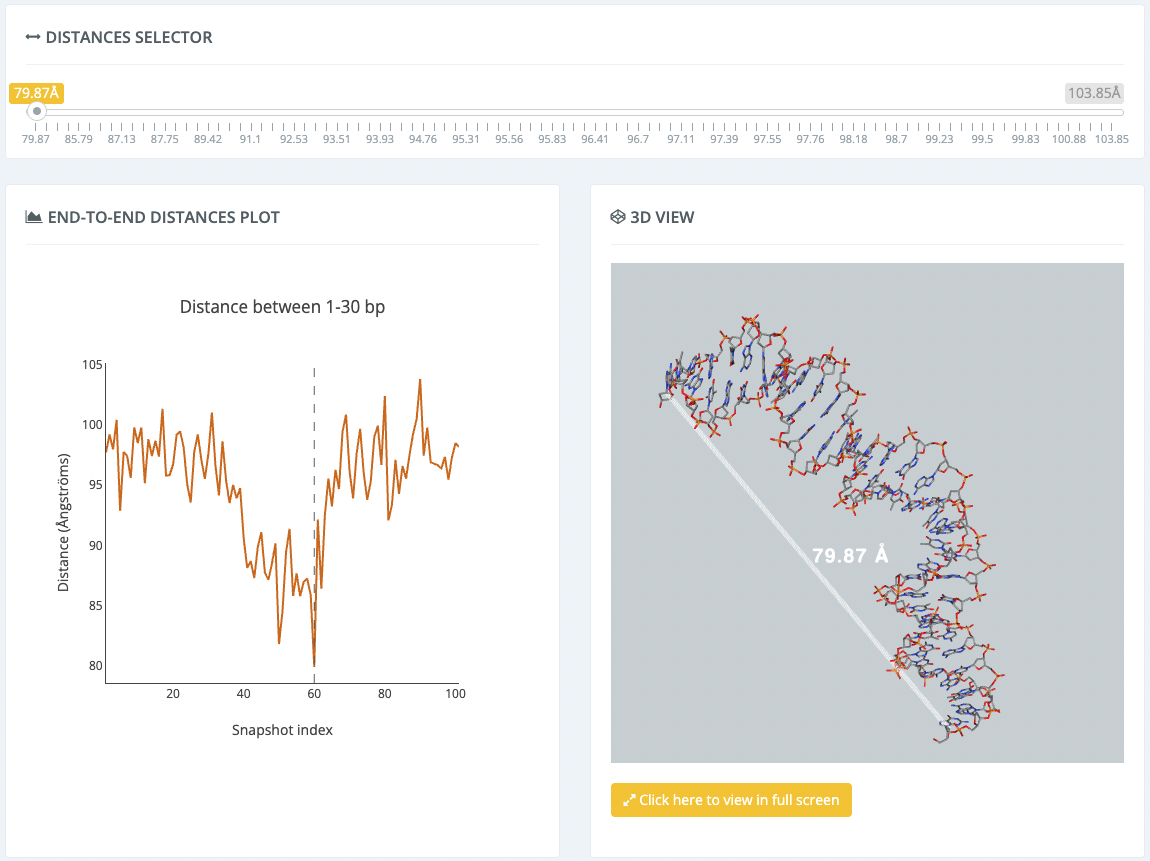 DISTANCES SELECTOR
79.87Å 103.85Å
79.87 85.79 87.13 87.75 89.42 91.1 92.53 93.51 93.93 94.76 95.31 95.56 95.83 96.41 96.7 97.11 97.39 97.55 97.76 98.18 98.7 99.23 99.5 99.83 100.88 103.85
END-TO-END DISTANCES PLOT
Distance between 1-30 bp
Distance (Ångströms)
105
100
95
90
85
80
20 40 60 80 100
Snapshot index
3D VIEW
79.87 Å
Click here to view in full screen